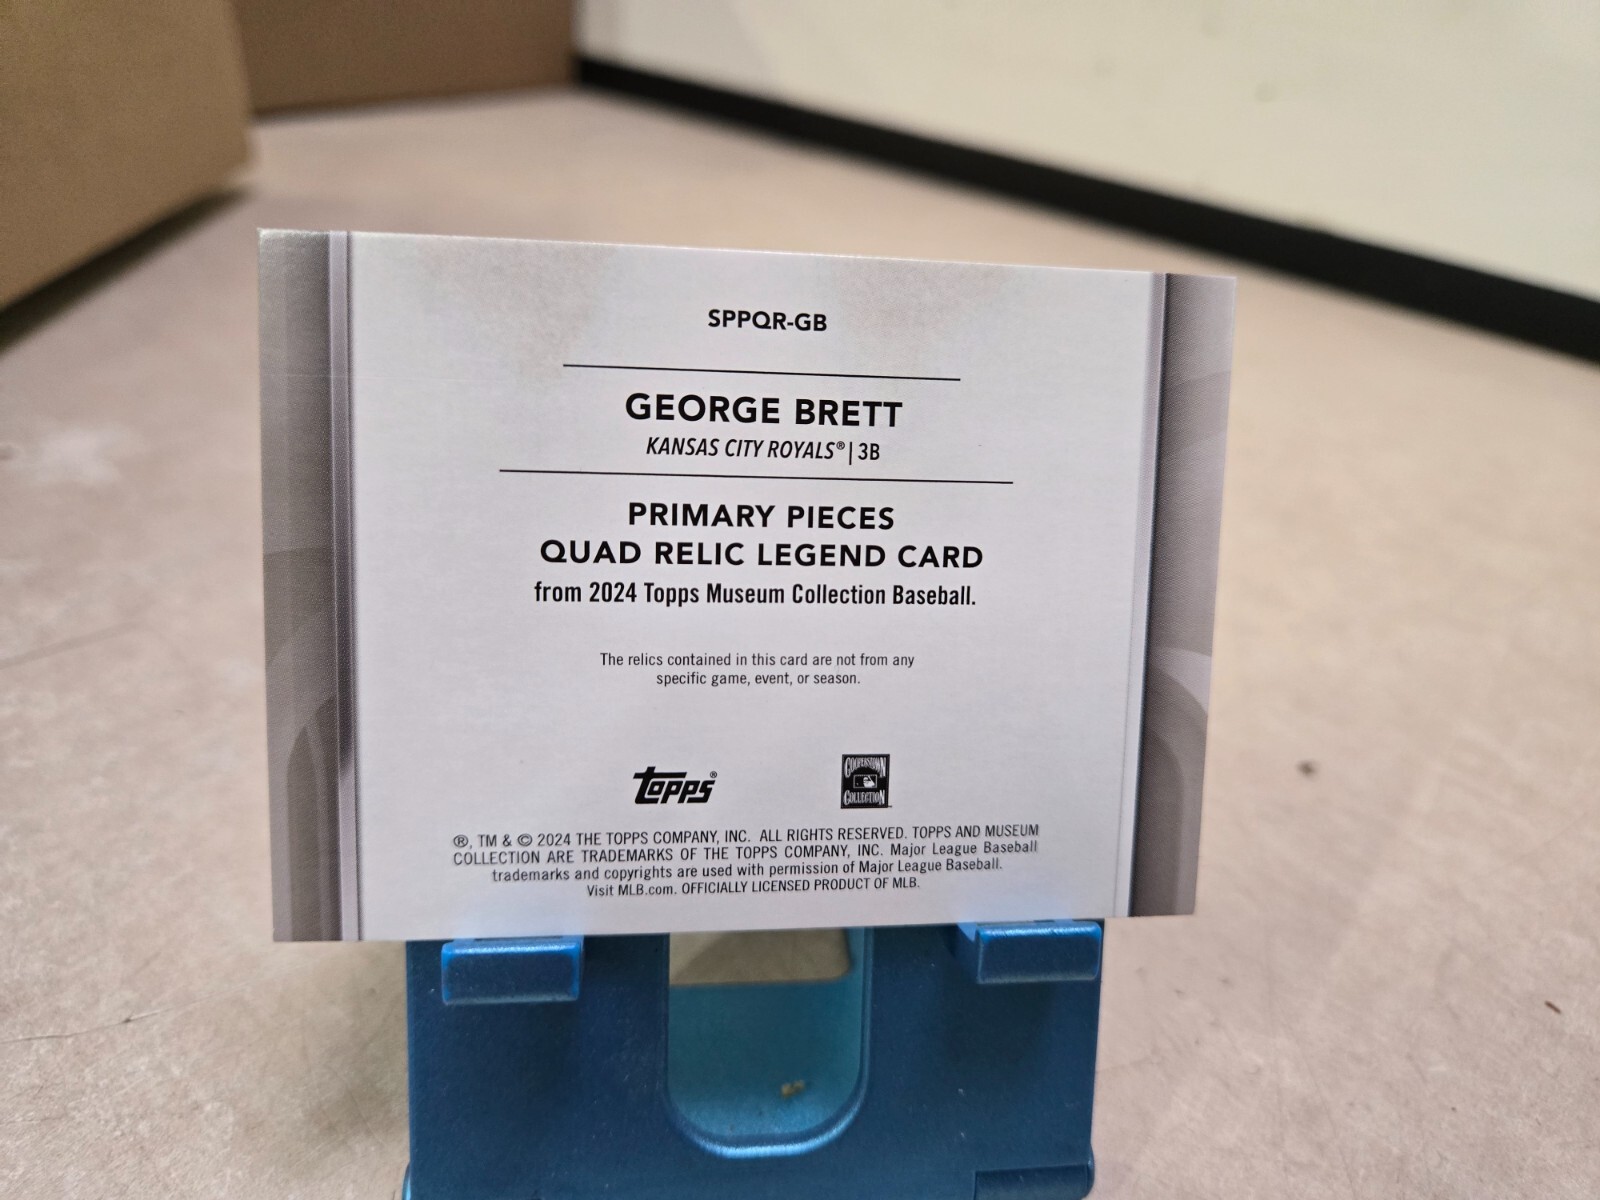 SPPQR-GB
GEORGE BRETT
KANSAS CITY ROYALS® | 3B
PRIMARY PIECES
QUAD RELIC LEGEND CARD
from 2024 Topps Museum Collection Baseball.
The relics contained in this card are not from any
specific game, event, or season.
topps®
COOPERSTOWN
COLLECTION™
®, TM & © 2024 THE TOPPS COMPANY, INC. ALL RIGHTS RESERVED. TOPPS AND MUSEUM
COLLECTION ARE TRADEMARKS OF THE TOPPS COMPANY, INC. Major League Baseball
trademarks and copyrights are used with permission of Major League Baseball.
Visit MLB.com. OFFICIALLY LICENSED PRODUCT OF MLB.